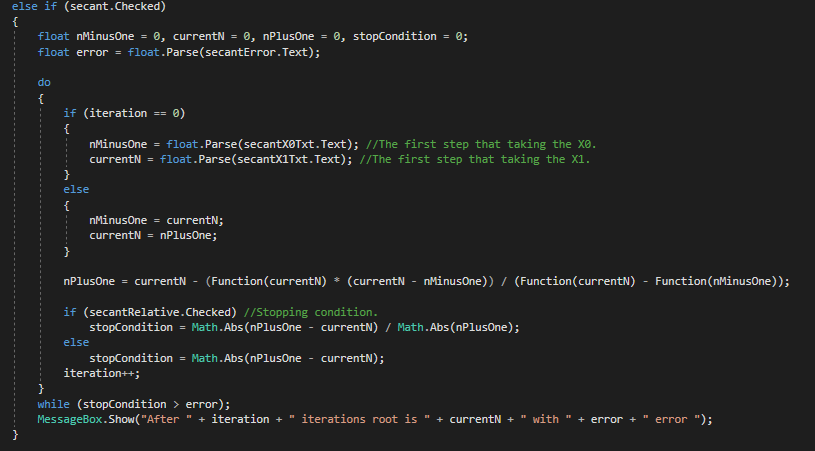 else if (secant.Checked)
{
float nMinusOne = 0, currentN = 0, nPlusOne = 0, stopCondition = 0;
float error = float.Parse(secantError.Text);
do
{
if (iteration == 0)
{
nMinusOne = float.Parse(secantX0Txt.Text); //The first step that taking the X0.
currentN = float.Parse(secantX1Txt.Text); //The first step that taking the X1.
}
else
{
nMinusOne = currentN;
currentN = nPlusOne;
}
nPlusOne = currentN - (Function(currentN) * (currentN - nMinusOne)) / (Function(currentN) - Function(nMinusOne));
if (secantRelative.Checked) //Stopping condition.
stopCondition = Math.Abs(nPlusOne - currentN) / Math.Abs(nPlusOne);
else
stopCondition = Math.Abs(nPlusOne - currentN);
iteration++;
}
while (stopCondition > error);
MessageBox.Show("After " + iteration + " iterations root is " + currentN + " with " + error + " error ");
}